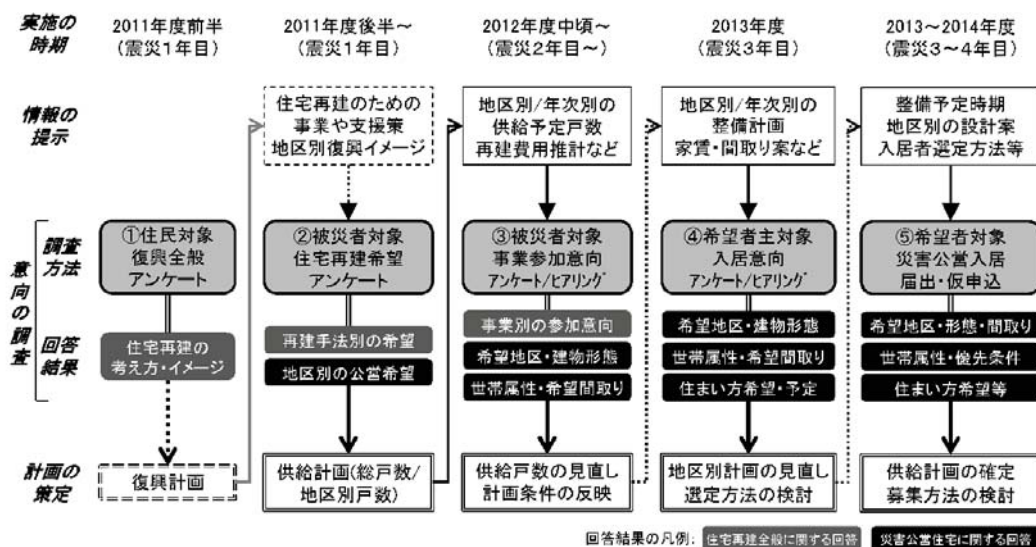 実施の
時期
2011年度前半
(震災1年目)
2011年度後半～
(震災1年目)
2012年度中頃～
(震災2年目～)
2013年度
(震災3年目)
2013～2014年度
(震災3～4年目)
情報の
提示
住宅再建のための
事業や支援策
地区別復興イメージ
地区別/年次別の
供給予定戸数
再建費用推計など
地区別/年次別の
整備計画
家賃・間取り案など
整備予定時期
地区別の設計案
入居者選定方法等
意向の調査
調査
方法
①住民対象
復興全般
アンケート
②被災者対象
住宅再建希望
アンケート
③被災者対象
事業参加意向
アンケート/ヒアリング
④希望者主対象
入居意向
アンケート/ヒアリング
⑤希望者対象
災害公営入居
届出・仮申込
回答
結果
住宅再建の
考え方・イメージ
再建手法別の希望
地区別の公営希望
事業別の参加意向
希望地区・建物形態
世帯属性・希望間取り
希望地区・建物形態
世帯属性・希望間取り
住まい方希望・予定
希望地区・形態・間取り
世帯属性・優先条件
住まい方希望等
計画の
策定
復興計画
供給計画(総戸数/
地区別戸数)
供給戸数の見直し
計画条件の反映
地区別計画の見直し
選定方法の検討
供給計画の確定
募集方法の検討
回答結果の凡例:
住宅再建全般に関する回答
災害公営住宅に関する回答